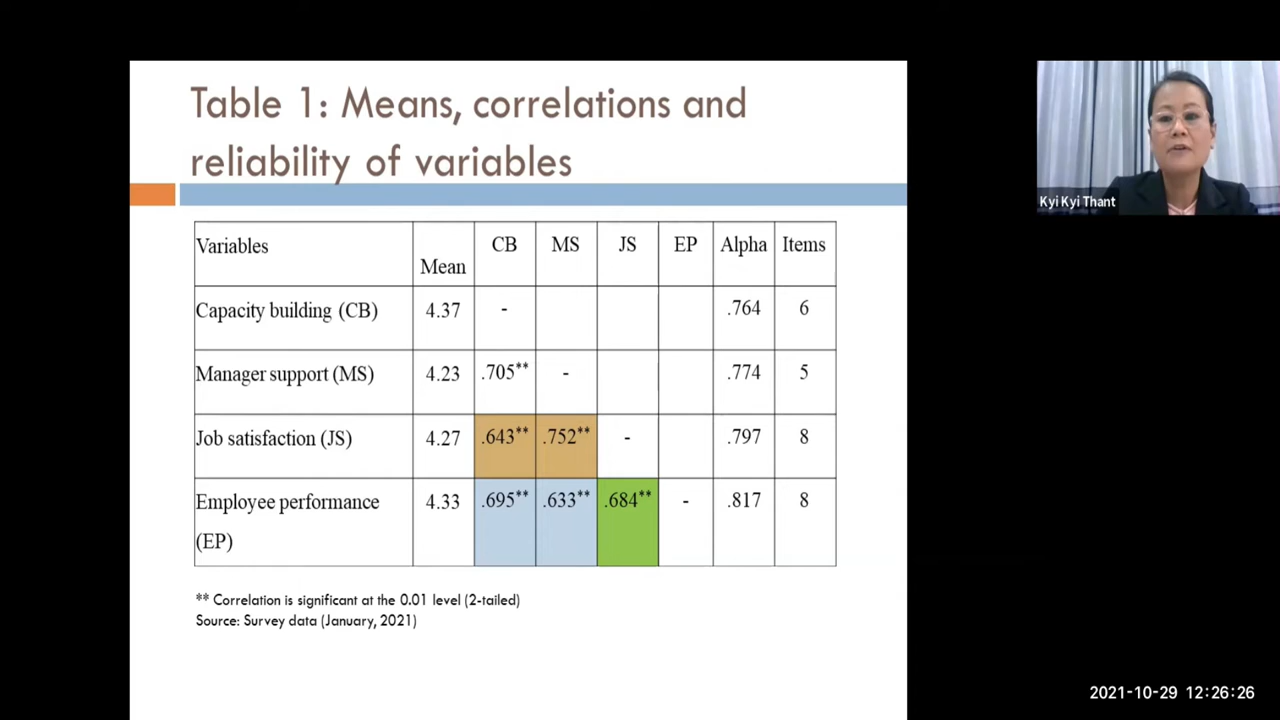 Table 1: Means, correlations and
reliability of variables
Variables Mean CB MS JS EP Alpha Items
Capacity building (CB) 4.37 - .764 6
Manager support (MS) 4.23 .705** - .774 5
Job satisfaction (JS) 4.27 .643** .752** - .797 8
Employee performance (EP) 4.33 .695** .633** .684** - .817 8
** Correlation is significant at the 0.01 level (2-tailed)
Source: Survey data (January, 2021)
Kyi Kyi Thant
2021-10-29 12:26:26